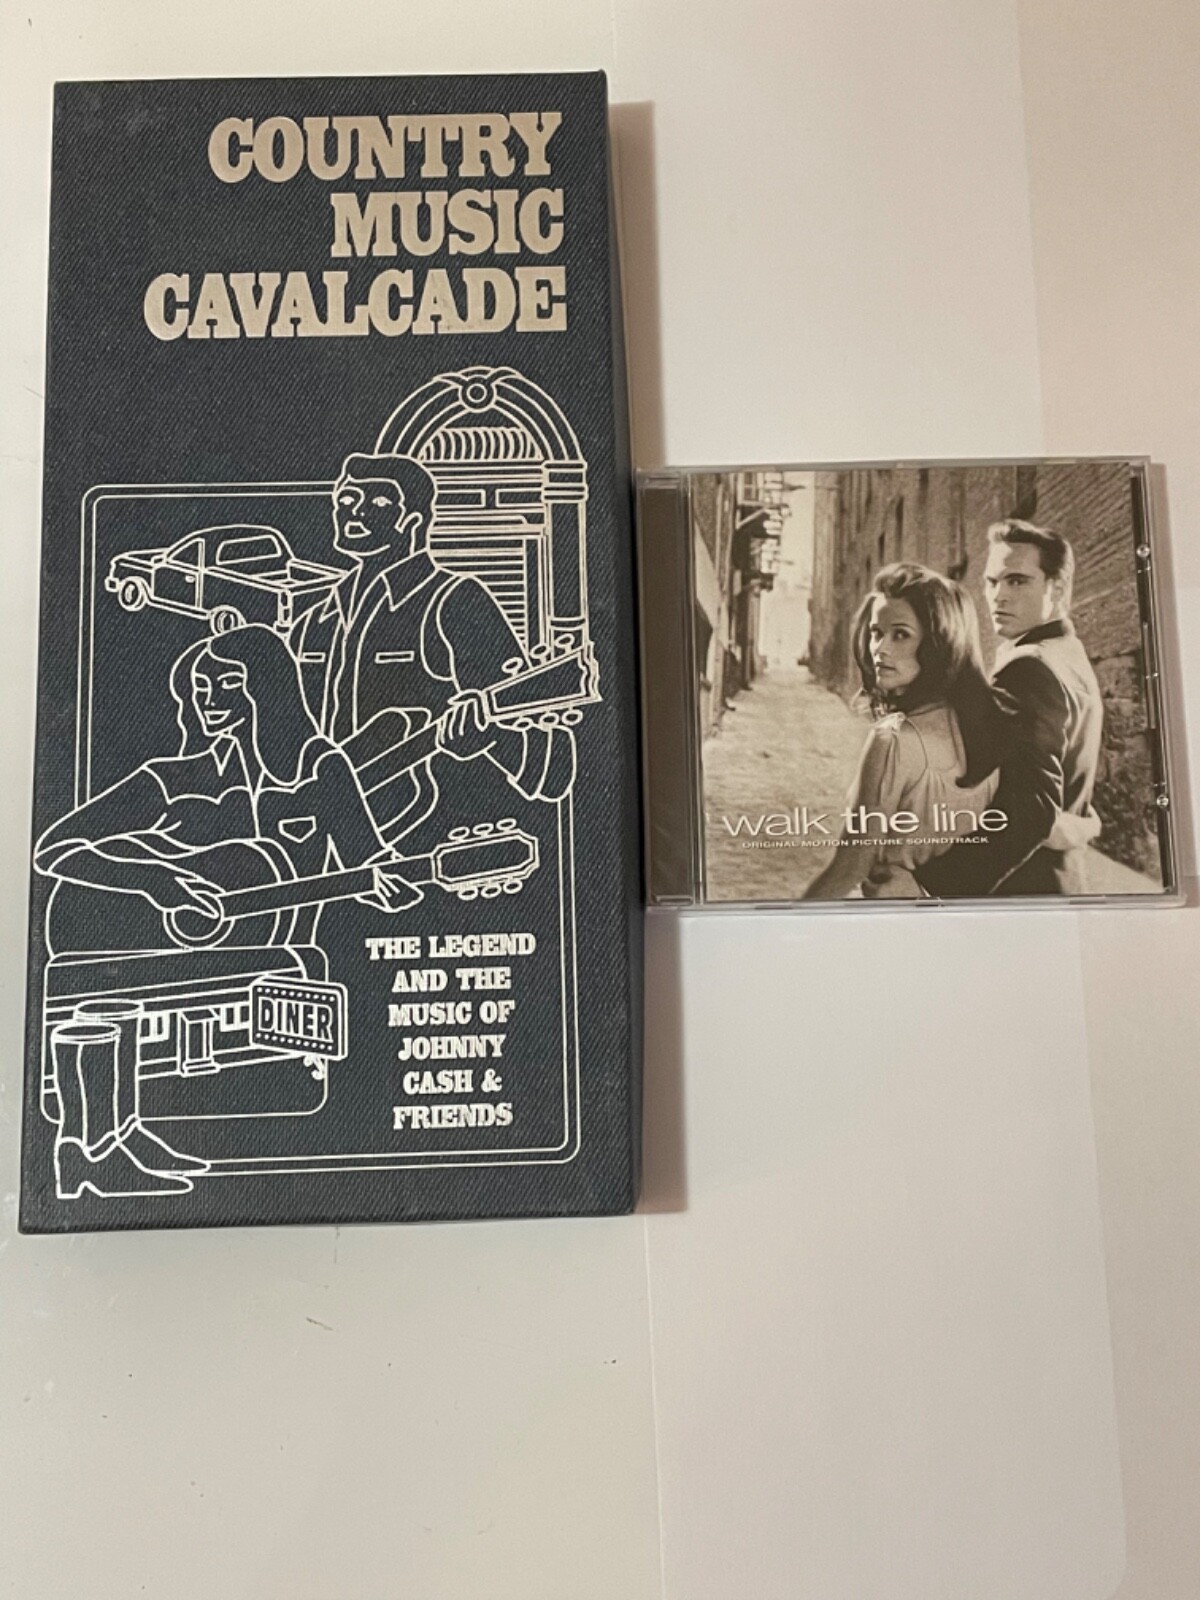 COUNTRY
MUSIC
CAVALCADE
DINER
THE LEGEND
AND THE
MUSIC OF
JOHNNY
CASH &
FRIENDS
walk the line
ORIGINAL MOTION PICTURE SOUNDTRACK